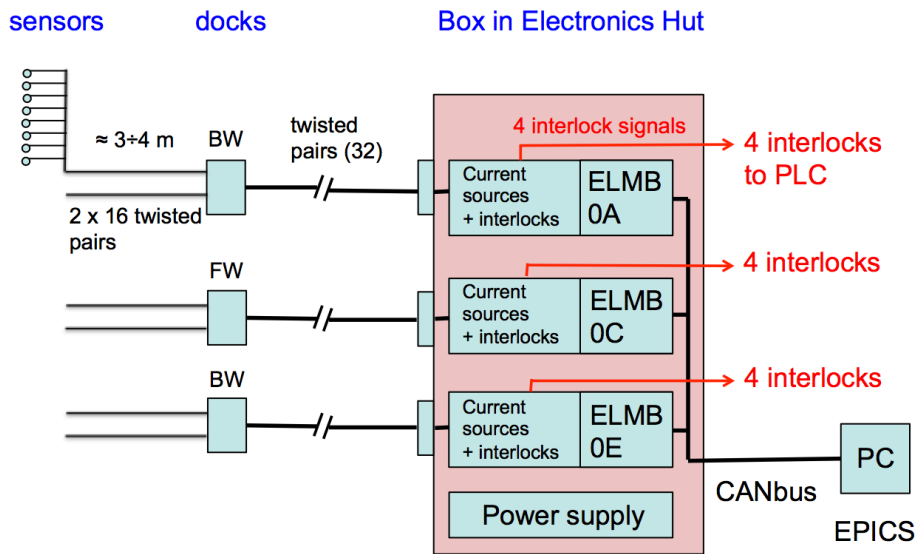 sensors
docks
Box in Electronics Hut
≈ 3÷4 m
BW
twisted
pairs (32)
4 interlock signals
4 interlocks
to PLC
Current
sources
+ interlocks
ELMB
0A
2 x 16 twisted
pairs
FW
4 interlocks
Current
sources
+ interlocks
ELMB
0C
BW
4 interlocks
Current
sources
+ interlocks
ELMB
0E
PC
CANbus
Power supply
EPICS